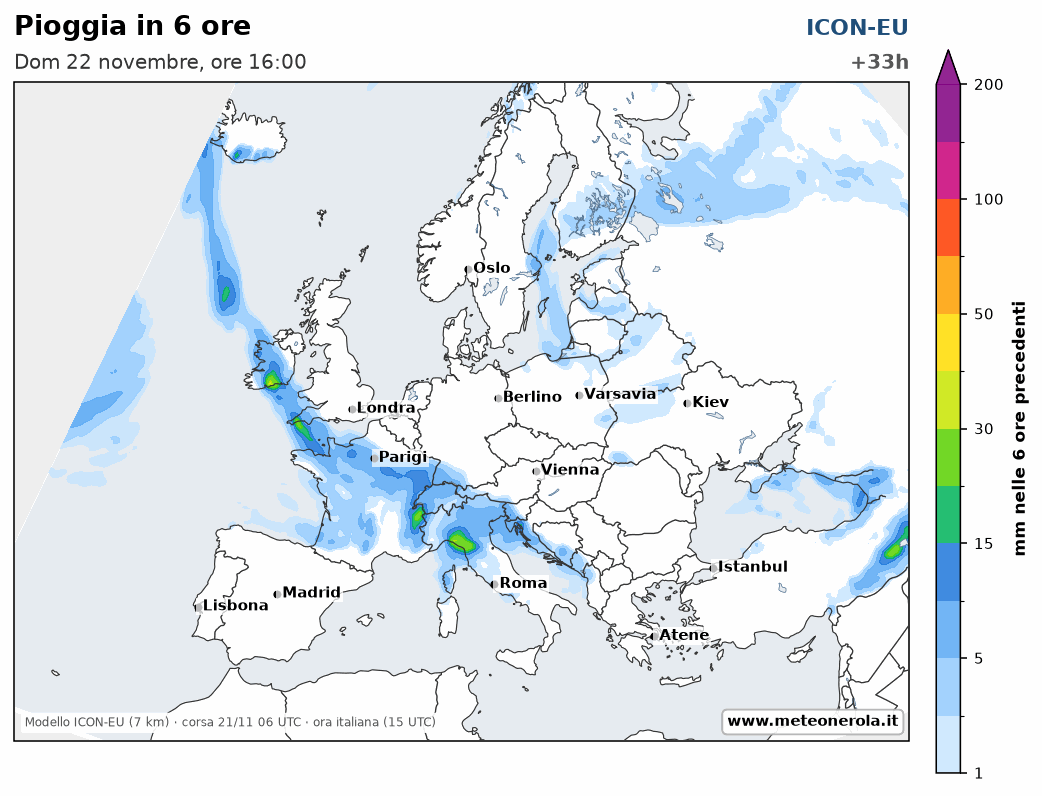 Pioggia in 6 ore
ICON-EU
Dom 22 novembre, ore 16:00
+33h
200
100
50
30
15
5
1
mm nelle 6 ore precedenti
Oslo
Berlino
Varsavia
Kiev
Londra
Parigi
Vienna
Istanbul
Roma
Madrid
Lisbona
Atene
Modello ICON-EU (7 km) · corsa 21/11 06 UTC · ora italiana (15 UTC)
www.meteonerola.it